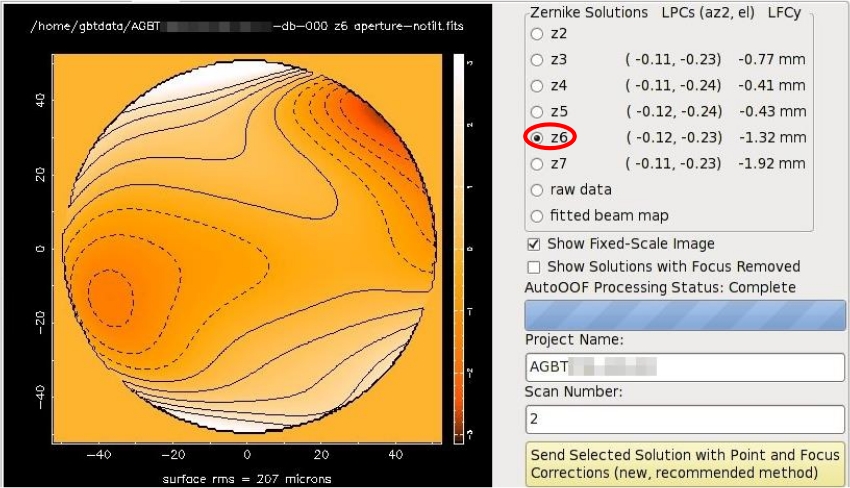 /home/gbtdata/AGBT -db-000 z6 aperture-notilt.fits
40
20
0
-20
-40
-40 -20 0 20 40
surface rms = 207 microns
3
2
1
0
-1
-2
-3
Zernike Solutions LPCs (az2, el) LFCy
z2
z3 ( -0.11, -0.23) -0.77 mm
z4 ( -0.11, -0.24) -0.41 mm
z5 ( -0.12, -0.24) -0.43 mm
z6 ( -0.12, -0.23) -1.32 mm
z7 ( -0.11, -0.23) -1.92 mm
raw data
fitted beam map
Show Fixed-Scale Image
Show Solutions with Focus Removed
AutoOOF Processing Status: Complete
Project Name:
AGBT
Scan Number:
2
Send Selected Solution with Point and Focus
Corrections (new, recommended method)